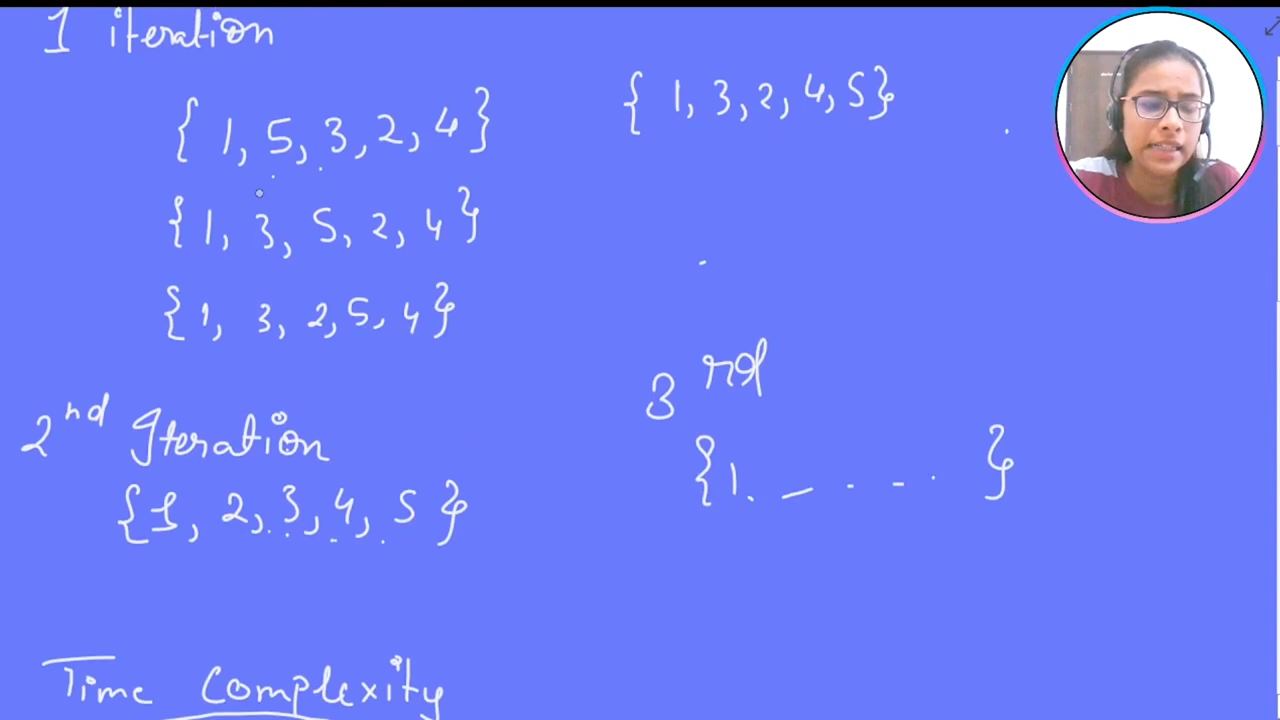 1 iteration
{ 1, 5, 3, 2, 4 }
{ 1, 3, 5, 2, 4 }
{ 1, 3, 2, 5, 4 }
{ 1, 3, 2, 4, 5 }
2nd Iteration
{ 1, 2, 3, 4, 5 }
3rd
{ 1. _ . _ . }
Time Complexity